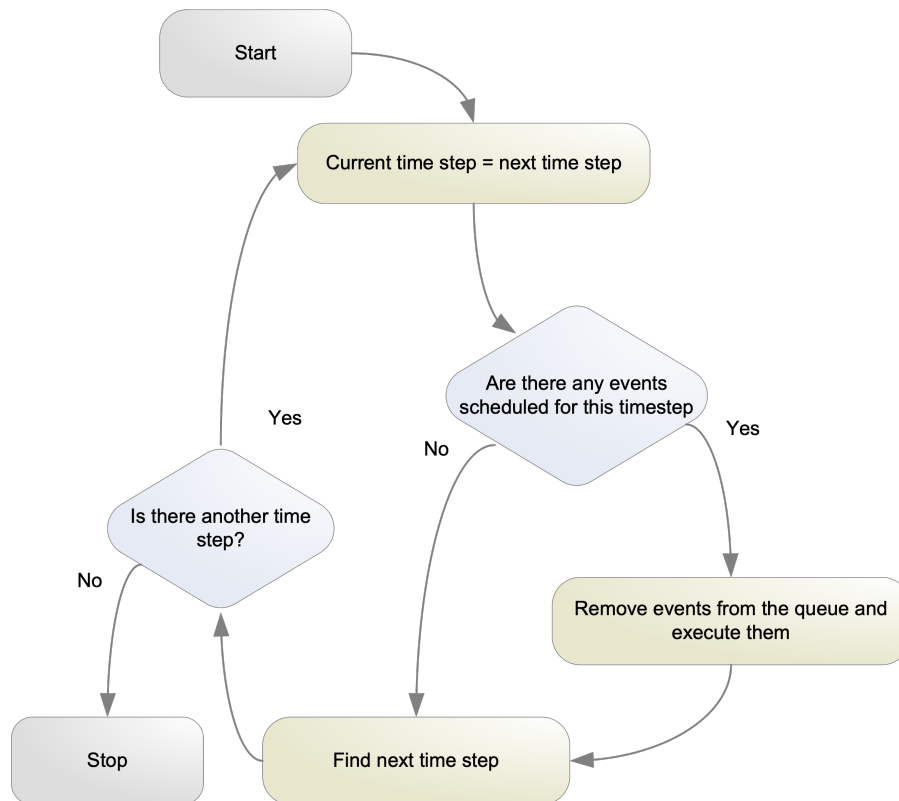 Start
Current time step = next time step
Are there any events
scheduled for this timestep
Yes
No
Yes
Is there another time
step?
No
Remove events from the queue and
execute them
Find next time step
Stop